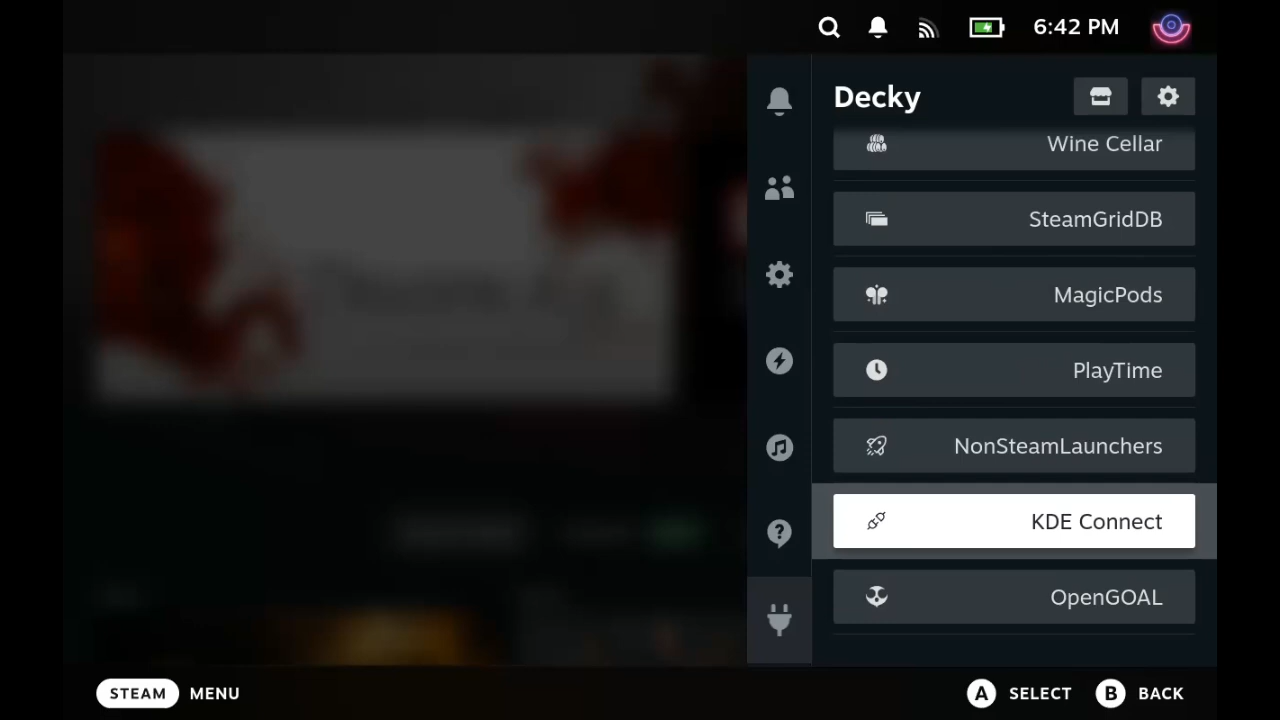 6:42 PM
Decky
Wine Cellar
SteamGridDB
MagicPods
PlayTime
NonSteamLaunchers
KDE Connect
OpenGOAL
STEAM MENU
A SELECT B BACK